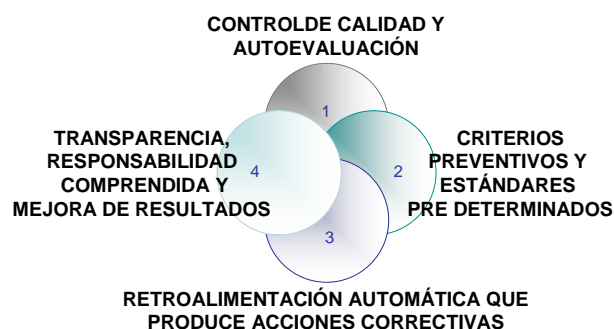 CONTROLDE CALIDAD Y
AUTOEVALUACIÓN
1
TRANSPARENCIA,
RESPONSABILIDAD
COMPRENDIDA Y
MEJORA DE RESULTADOS
4
2
CRITERIOS
PREVENTIVOS Y
ESTÁNDARES
PRE DETERMINADOS
3
RETROALIMENTACIÓN AUTOMÁTICA QUE
PRODUCE ACCIONES CORRECTIVAS